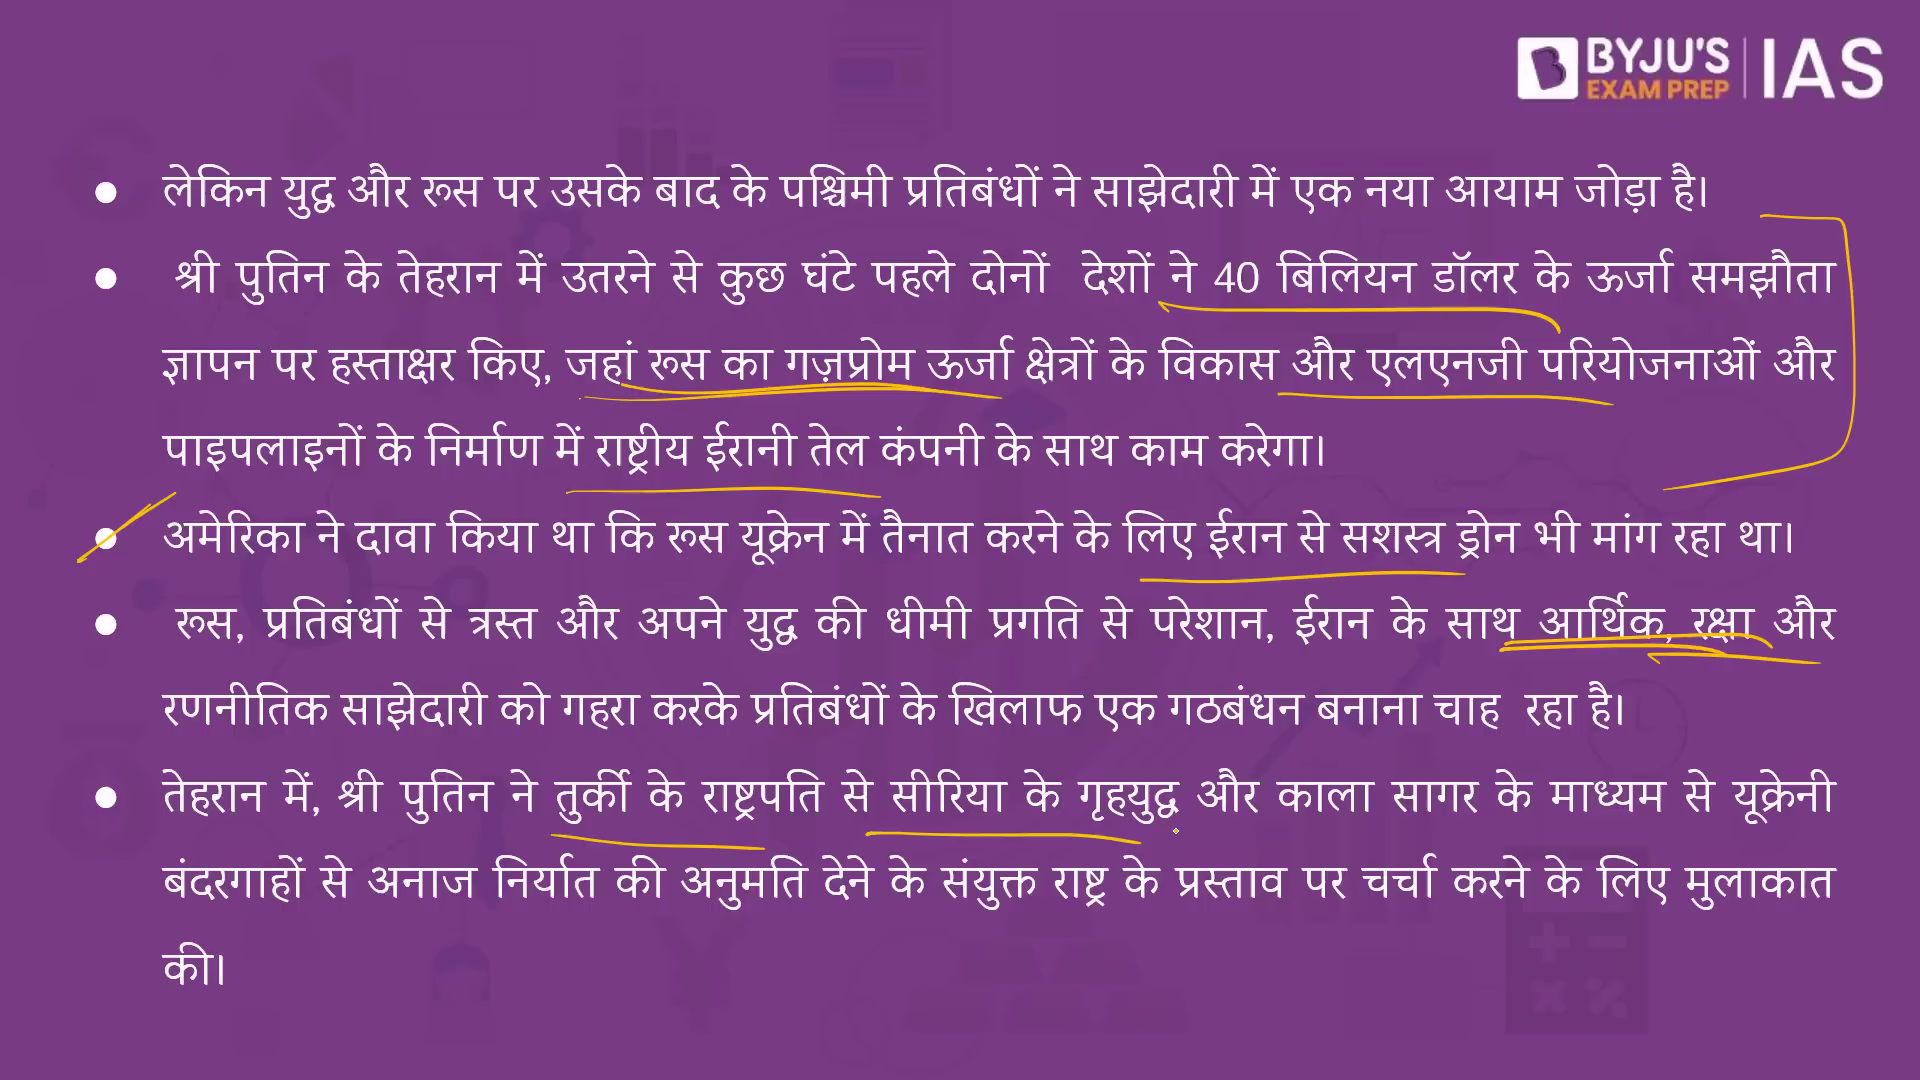 BYJU'S
EXAM PREP
IAS
● लेकिन युद्ध और रूस पर उसके बाद के पश्चिमी प्रतिबंधों ने साझेदारी में एक नया आयाम जोड़ा है।
● श्री पुतिन के तेहरान में उतरने से कुछ घंटे पहले दोनों देशों ने 40 बिलियन डॉलर के ऊर्जा समझौता
ज्ञापन पर हस्ताक्षर किए, जहां रूस का गज़प्रोम ऊर्जा क्षेत्रों के विकास और एलएनजी परियोजनाओं और
पाइपलाइनों के निर्माण में राष्ट्रीय ईरानी तेल कंपनी के साथ काम करेगा।
● अमेरिका ने दावा किया था कि रूस यूक्रेन में तैनात करने के लिए ईरान से सशस्त्र ड्रोन भी मांग रहा था।
● रूस, प्रतिबंधों से त्रस्त और अपने युद्ध की धीमी प्रगति से परेशान, ईरान के साथ आर्थिक, रक्षा और
रणनीतिक साझेदारी को गहरा करके प्रतिबंधों के खिलाफ एक गठबंधन बनाना चाह रहा है।
● तेहरान में, श्री पुतिन ने तुर्की के राष्ट्रपति से सीरिया के गृहयुद्ध और काला सागर के माध्यम से यूक्रेनी
बंदरगाहों से अनाज निर्यात की अनुमति देने के संयुक्त राष्ट्र के प्रस्ताव पर चर्चा करने के लिए मुलाकात
की।